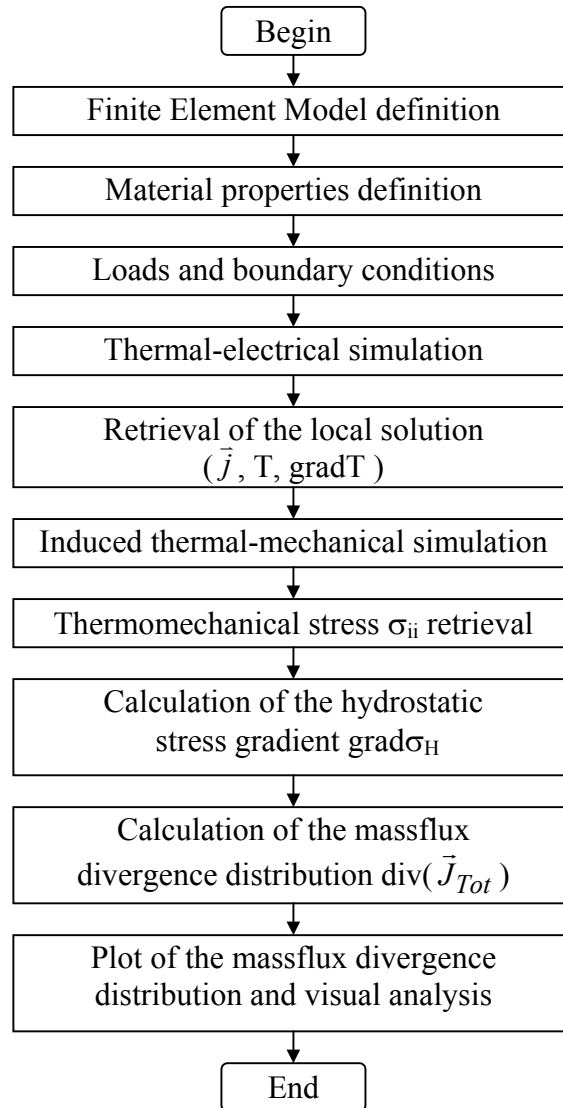 Begin
Finite Element Model definition
Material properties definition
Loads and boundary conditions
Thermal-electrical simulation
Retrieval of the local solution
( j⃗ , T, gradT )
Induced thermal-mechanical simulation
Thermomechanical stress σii retrieval
Calculation of the hydrostatic
stress gradient gradσH
Calculation of the massflux
divergence distribution div( J⃗Tot )
Plot of the massflux divergence
distribution and visual analysis
End